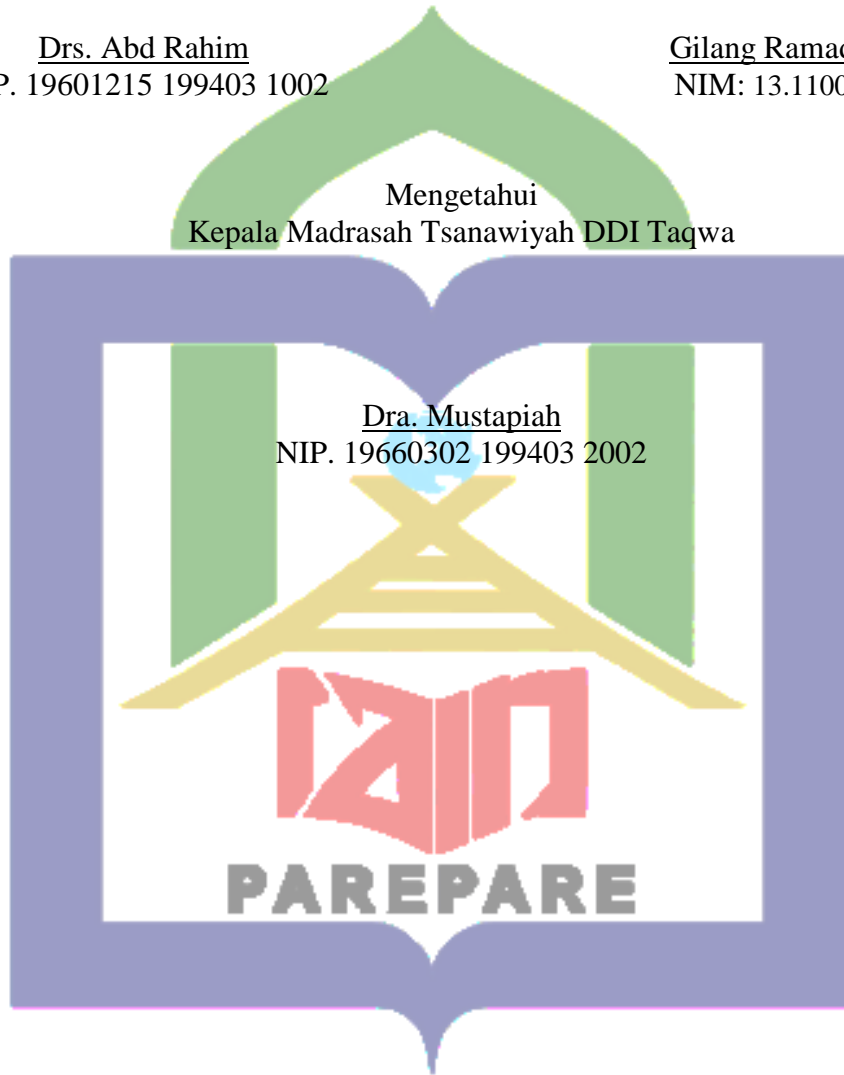 Drs. Abd Rahim
P. 19601215 199403 1002
Gilang Ramad
NIM: 13.1100
Mengetahui
Kepala Madrasah Tsanawiyah DDI Taqwa
Dra. Mustapiah
NIP. 19660302 199403 2002
iain
PAREPARE